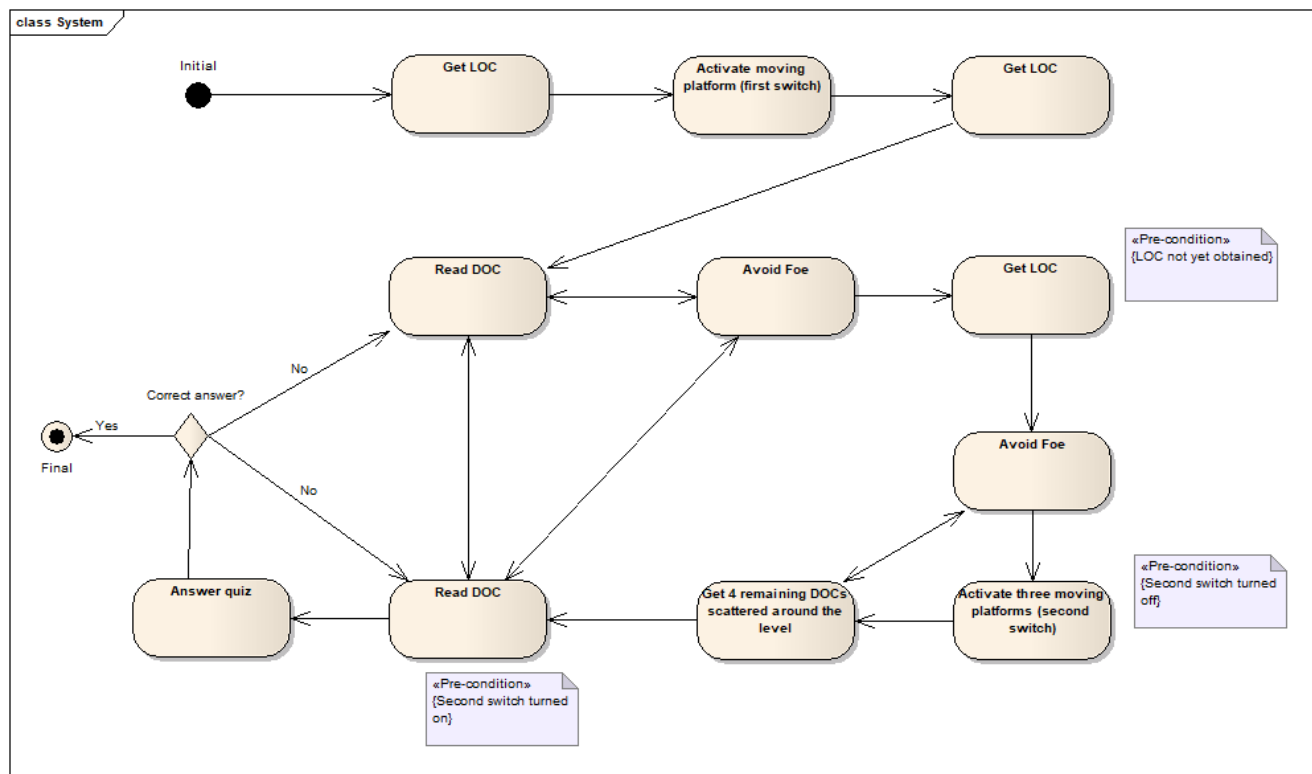 class System
Initial
Get LOC
Activate moving
platform (first switch)
Get LOC
«Pre-condition»
{LOC not yet obtained}
Read DOC
Avoid Foe
Get LOC
No
Correct answer?
Yes
Final
No
Avoid Foe
«Pre-condition»
{Second switch turned
off}
Answer quiz
Read DOC
Get 4 remaining DOCs
scattered around the
level
Activate three moving
platforms (second
switch)
«Pre-condition»
{Second switch turned
on}